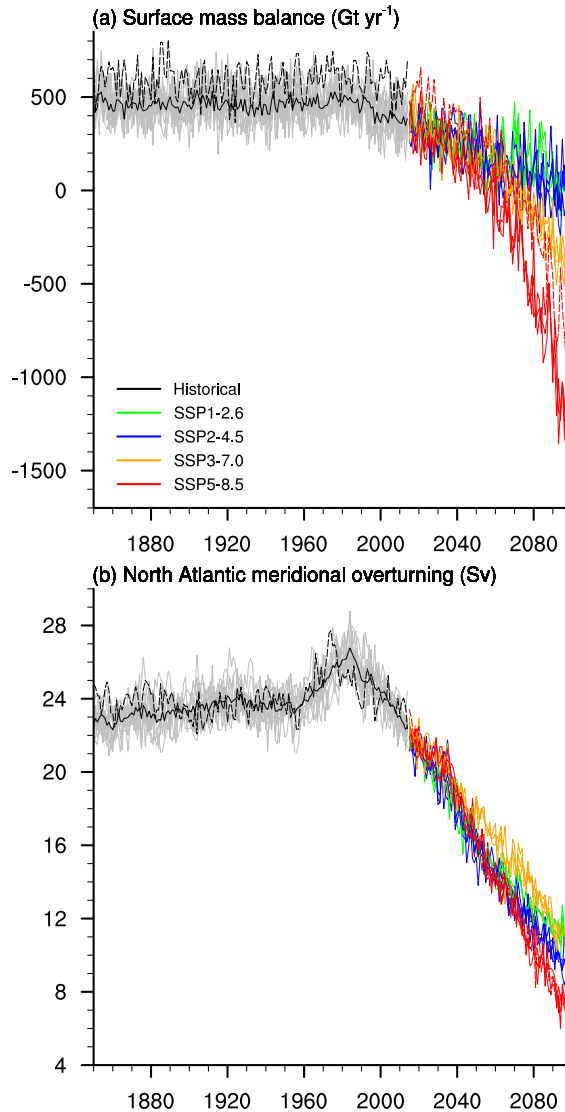 (a) Surface mass balance (Gt yr-1)
500
0
-500
-1000
-1500
Historical
SSP1-2.6
SSP2-4.5
SSP3-7.0
SSP5-8.5
1880 1920 1960 2000 2040 2080
(b) North Atlantic meridional overturning (Sv)
28
24
20
16
12
8
4
1880 1920 1960 2000 2040 2080